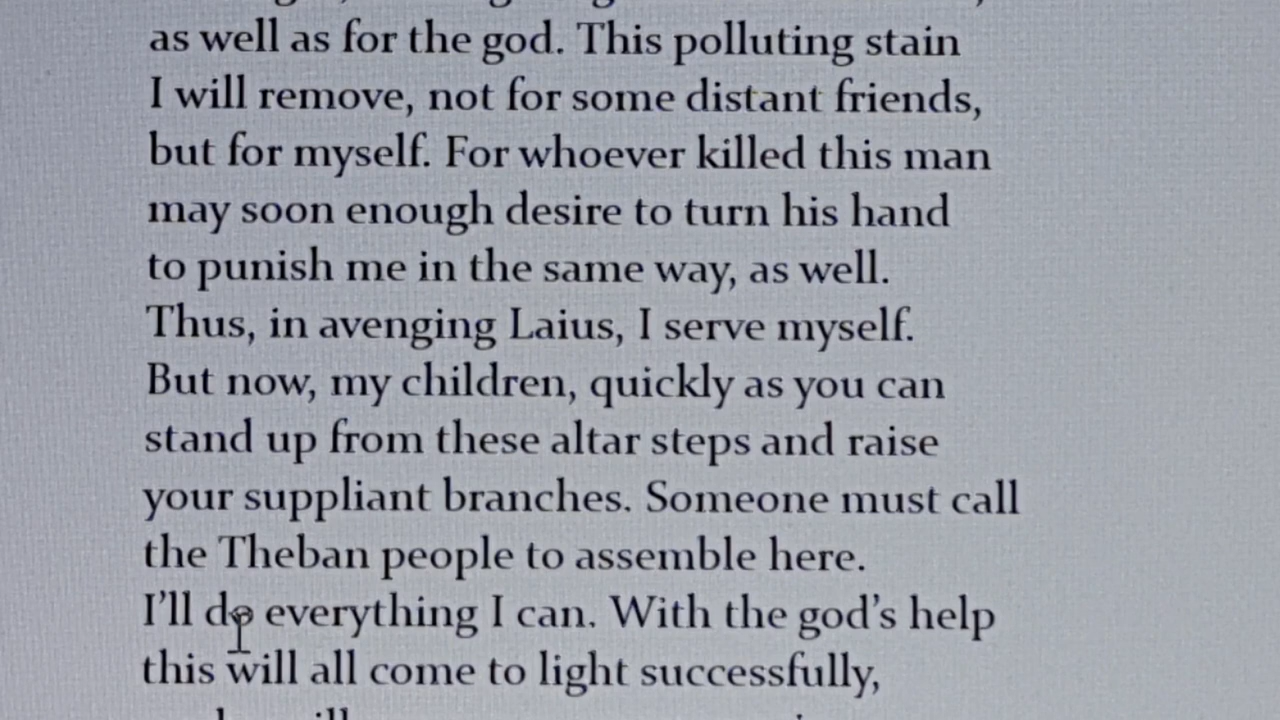 as well as for the god. This polluting stain
I will remove, not for some distant friends,
but for myself. For whoever killed this man
may soon enough desire to turn his hand
to punish me in the same way, as well.
Thus, in avenging Laius, I serve myself.
But now, my children, quickly as you can
stand up from these altar steps and raise
your suppliant branches. Someone must call
the Theban people to assemble here.
I’ll do everything I can. With the god’s help
this will all come to light successfully,